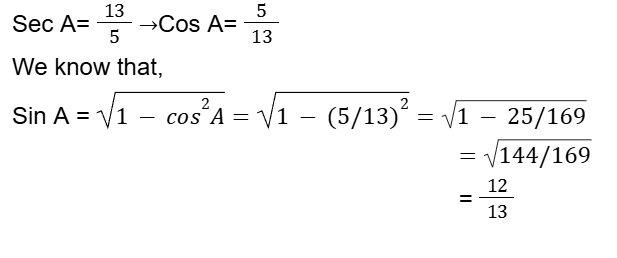 Sec A= 13/5 →Cos A= 5/13
We know that,
Sin A = √1 − cos²A = √1 − (5/13)² = √1 − 25/169
= √144/169
= 12/13